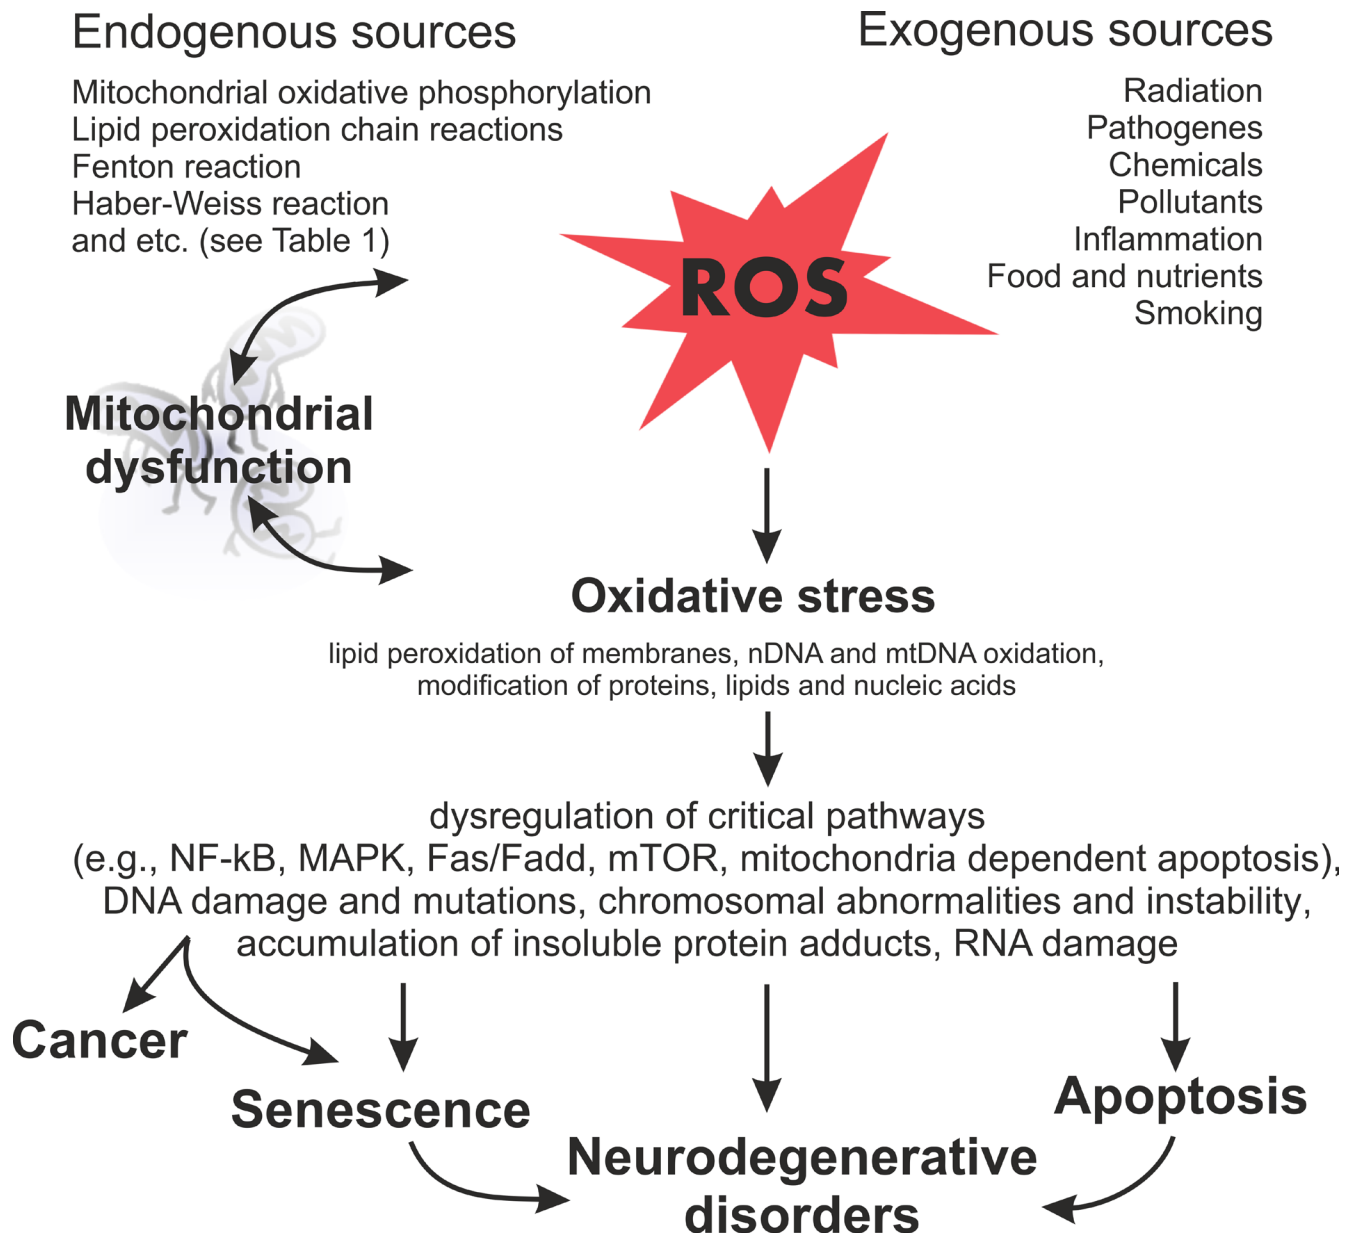 Endogenous sources
Mitochondrial oxidative phosphorylation
Lipid peroxidation chain reactions
Fenton reaction
Haber-Weiss reaction
and etc. (see Table 1)
Exogenous sources
Radiation
Pathogenes
Chemicals
Pollutants
Inflammation
Food and nutrients
Smoking
ROS
Mitochondrial
dysfunction
Oxidative stress
lipid peroxidation of membranes, nDNA and mtDNA oxidation,
modification of proteins, lipids and nucleic acids
dysregulation of critical pathways
(e.g., NF-kB, MAPK, Fas/Fadd, mTOR, mitochondria dependent apoptosis),
DNA damage and mutations, chromosomal abnormalities and instability,
accumulation of insoluble protein adducts, RNA damage
Cancer
Senescence
Neurodegenerative
disorders
Apoptosis